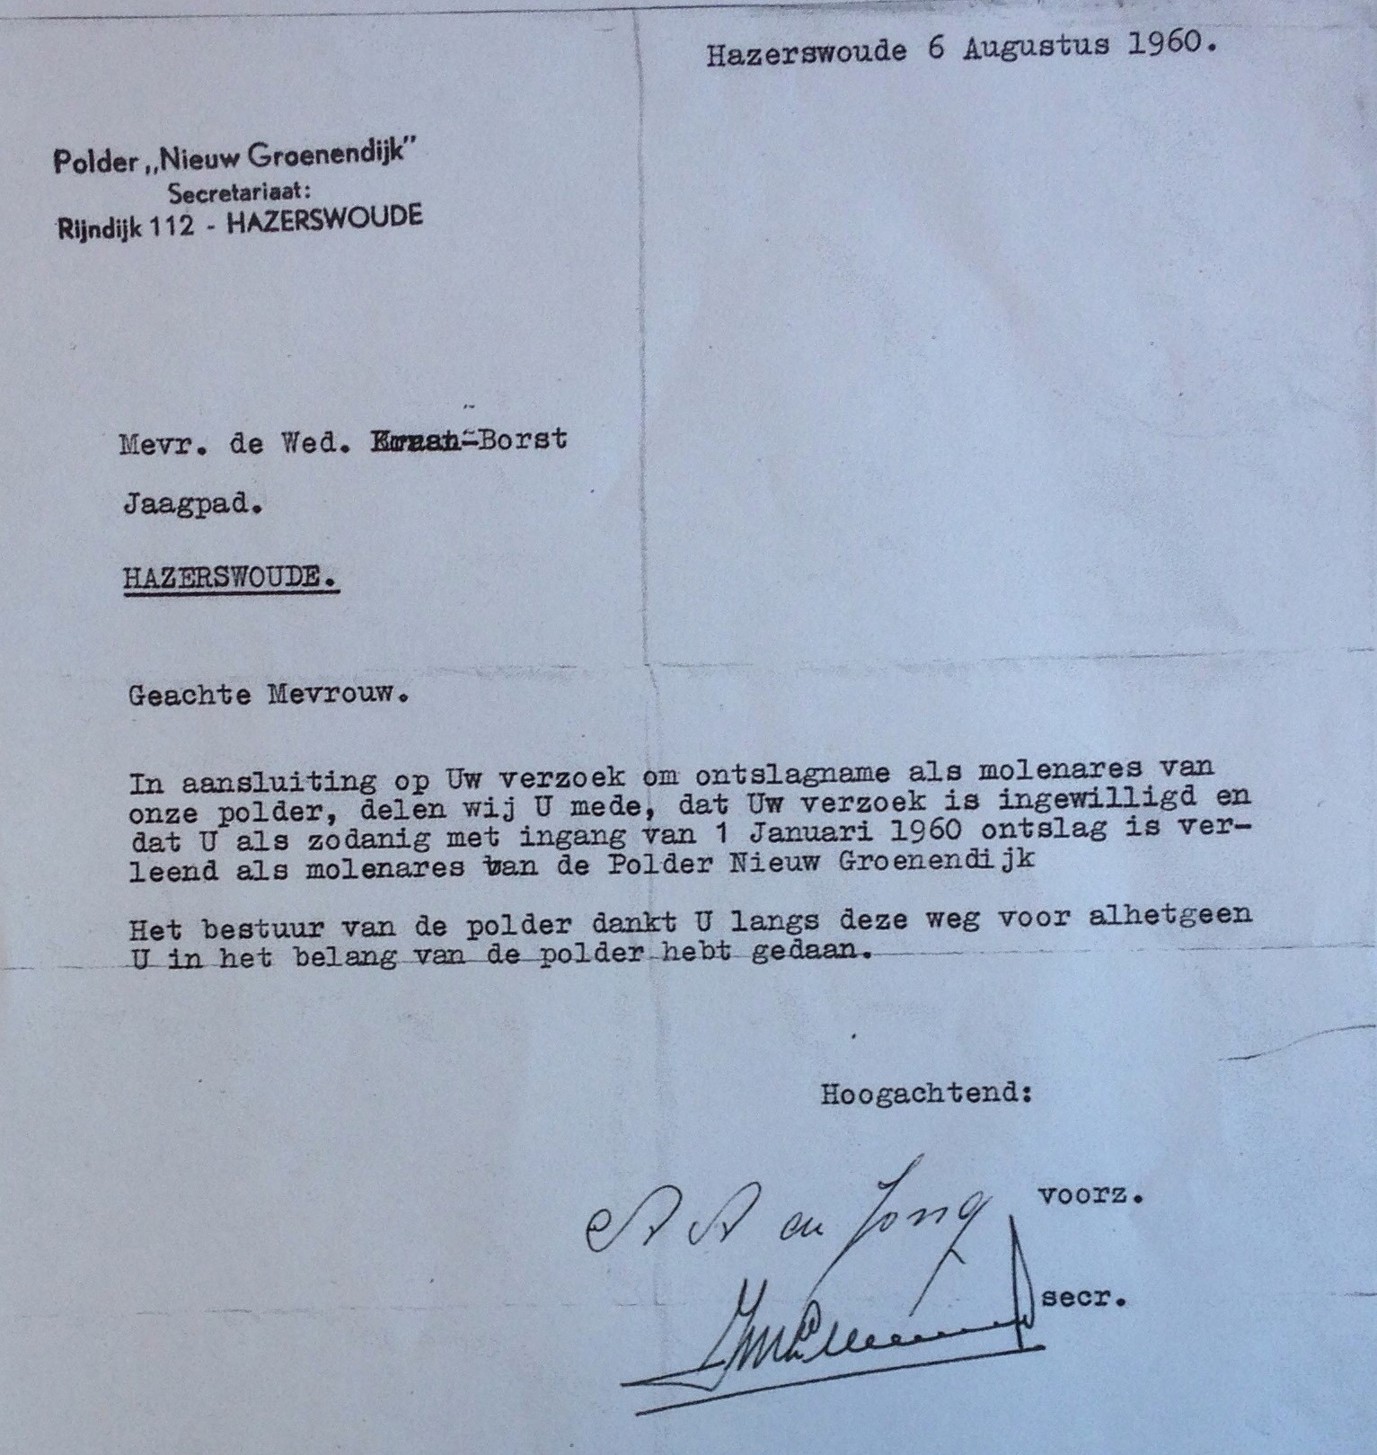 Hazerswoude 6 Augustus 1960.
Polder „Nieuw Groenendijk”
Secretariaat:
Rijndijk 112 - HAZERSWOUDE
Mevr. de Wed. -Borst
Jaagpad.
HAZERSWOUDE.
Geachte Mevrouw.
In aansluiting op Uw verzoek om ontslagname als molenares van
onze polder, delen wij U mede, dat Uw verzoek is ingewilligd en
dat U als zodanig met ingang van 1 Januari 1960 ontslag is ver-
leend als molenares van de Polder Nieuw Groenendijk
Het bestuur van de polder dankt U langs deze weg voor alhetgeen
U in het belang van de polder hebt gedaan.
Hoogachtend:
Jong voorz.
secr.